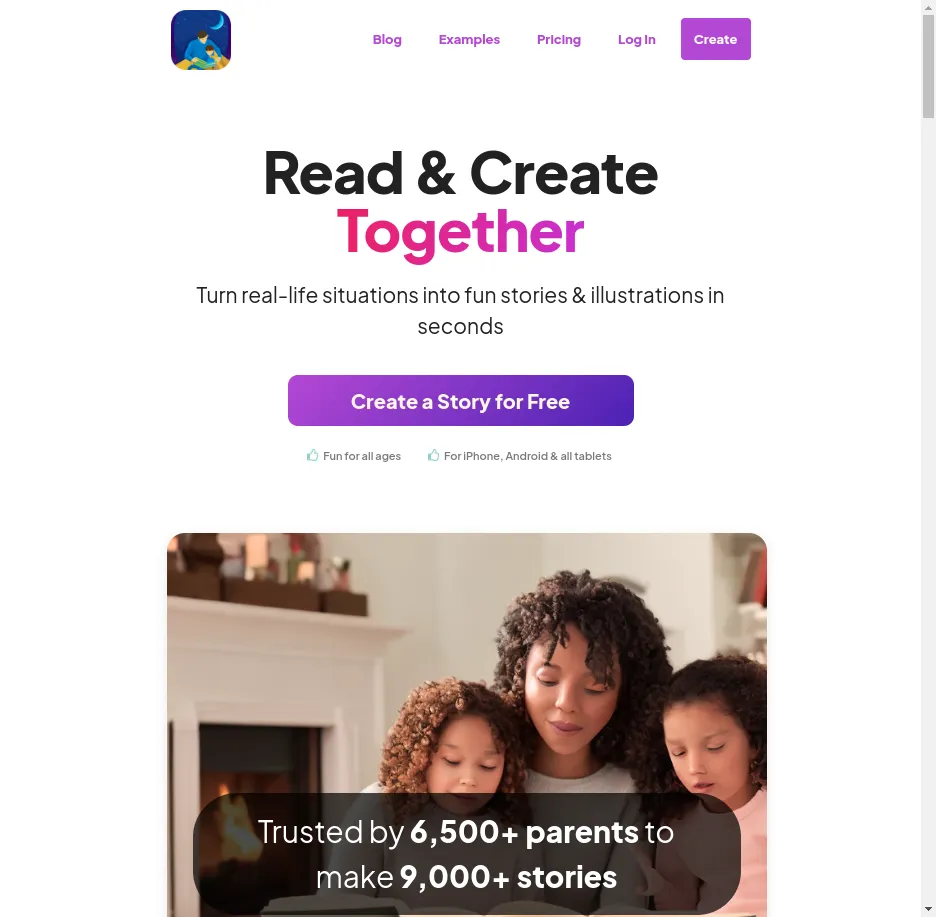 Blog
Examples
Pricing
Log In
Create
Read & Create
Together
Turn real-life situations into fun stories & illustrations in
seconds
Create a Story for Free
Fun for all ages
For iPhone, Android & all tablets
Trusted by 6,500+ parents to
make 9,000+ stories